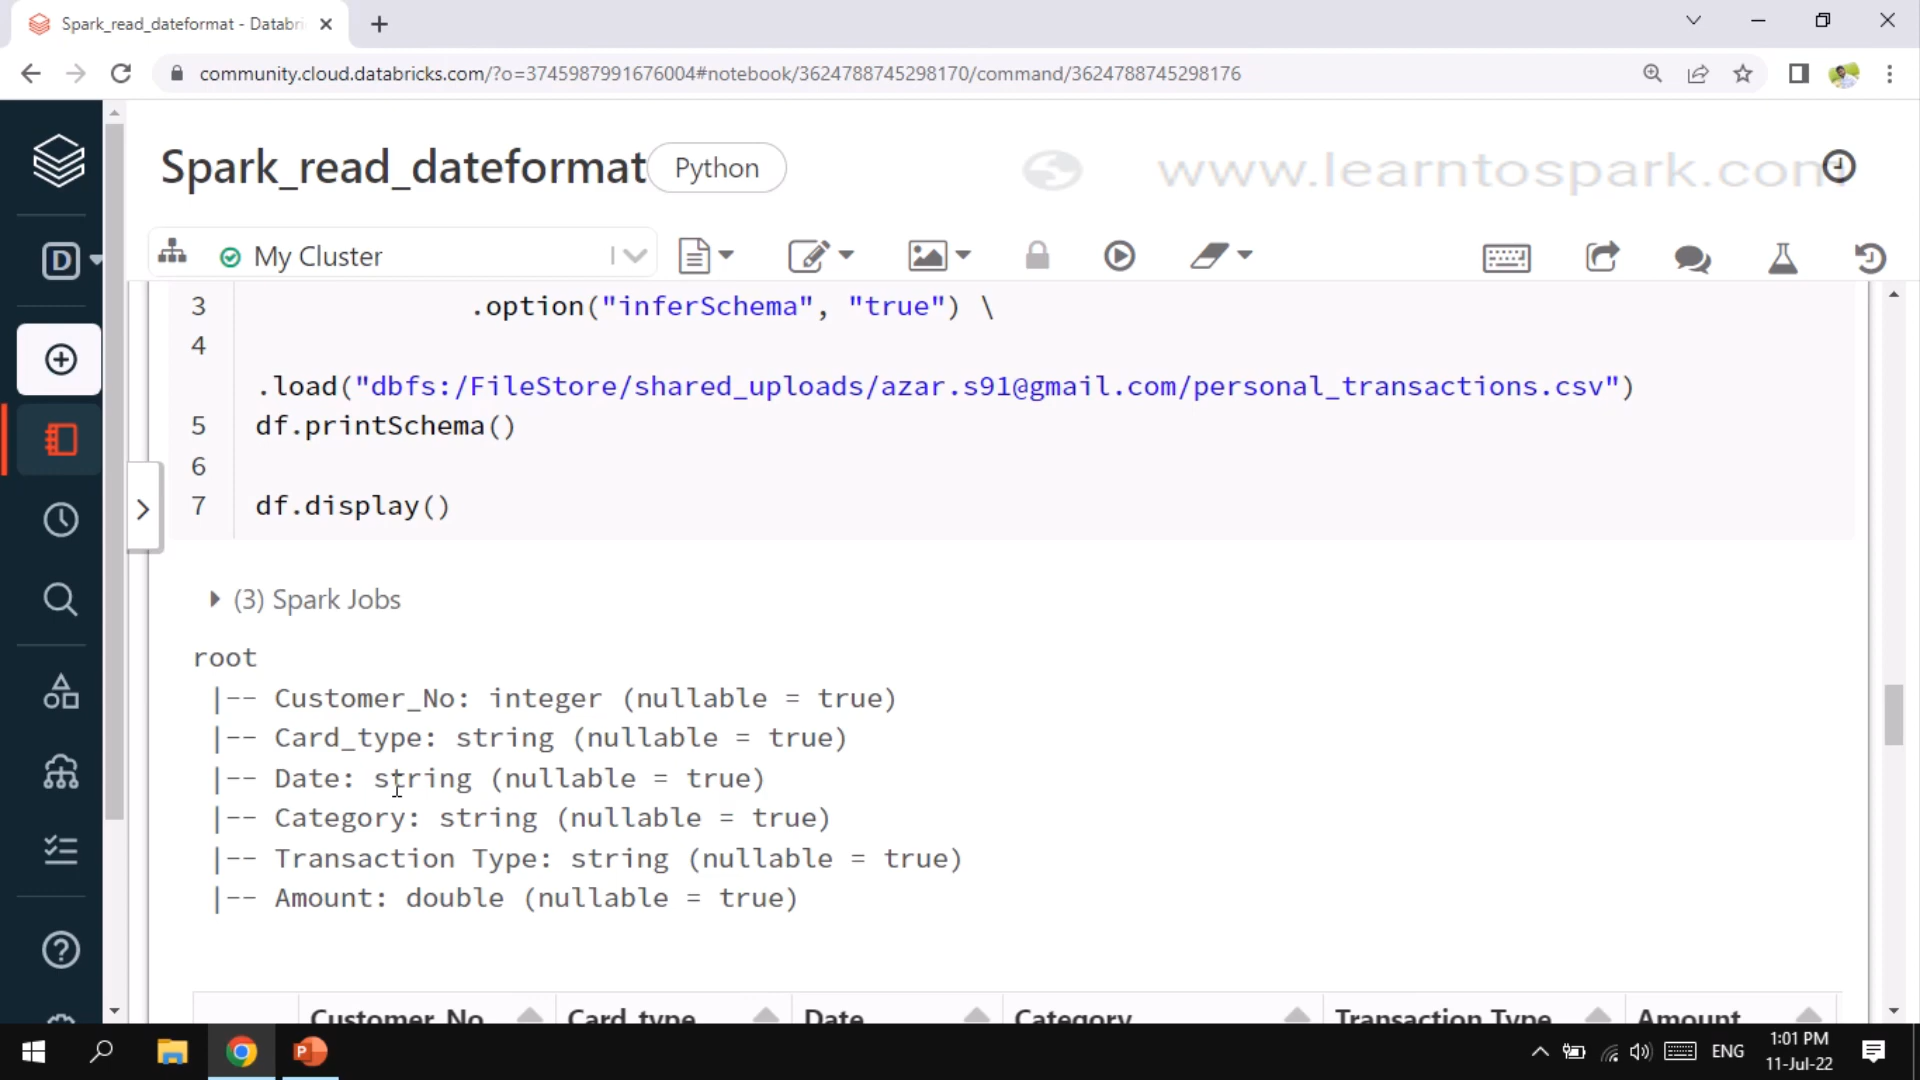 Spark_read_dateformat - Databri
community.cloud.databricks.com/?o=3745987991676004#notebook/3624788745298170/command/3624788745298176
Spark_read_dateformat
Python
www.learntospark.com
D
My Cluster
3 .option("inferSchema", "true") \
4
.load("dbfs:/FileStore/shared_uploads/azar.s91@gmail.com/personal_transactions.csv")
5 df.printSchema()
6
7 df.display()
(3) Spark Jobs
root
|-- Customer_No: integer (nullable = true)
|-- Card_type: string (nullable = true)
|-- Date: string (nullable = true)
|-- Category: string (nullable = true)
|-- Transaction Type: string (nullable = true)
|-- Amount: double (nullable = true)
Customer_No Card_type Date Category Transaction Type Amount
P
ENG
1:01 PM
11-Jul-22